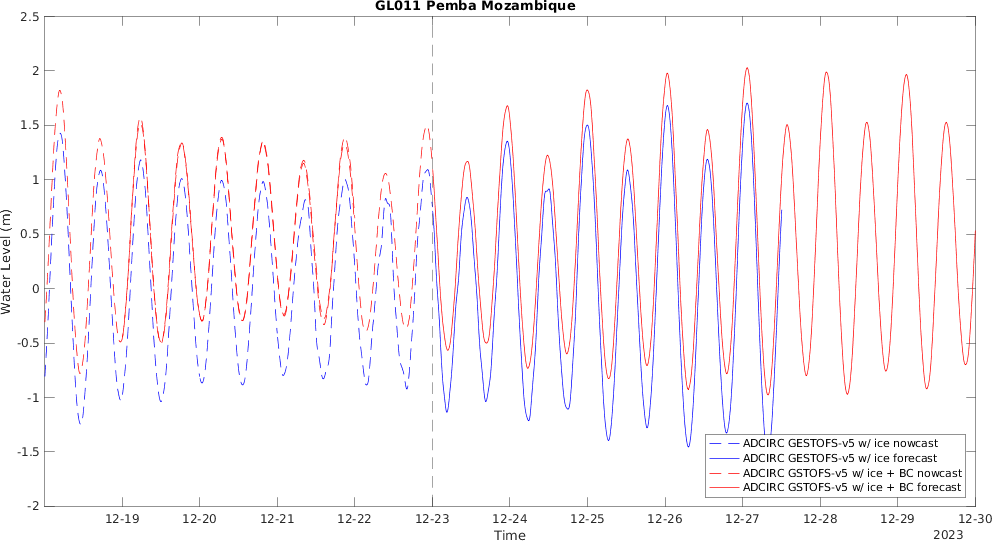 GL011 Pemba Mozambique
2.5
2
1.5
1
0.5
0
-0.5
-1
-1.5
-2
Water Level (m)
ADCIRC GESTOFS-v5 w/ ice nowcast
ADCIRC GESTOFS-v5 w/ ice forecast
ADCIRC GSTOFS-v5 w/ ice + BC nowcast
ADCIRC GSTOFS-v5 w/ ice + BC forecast
12-19 12-20 12-21 12-22 12-23 12-24 12-25 12-26 12-27 12-28 12-29 12-30
Time
2023